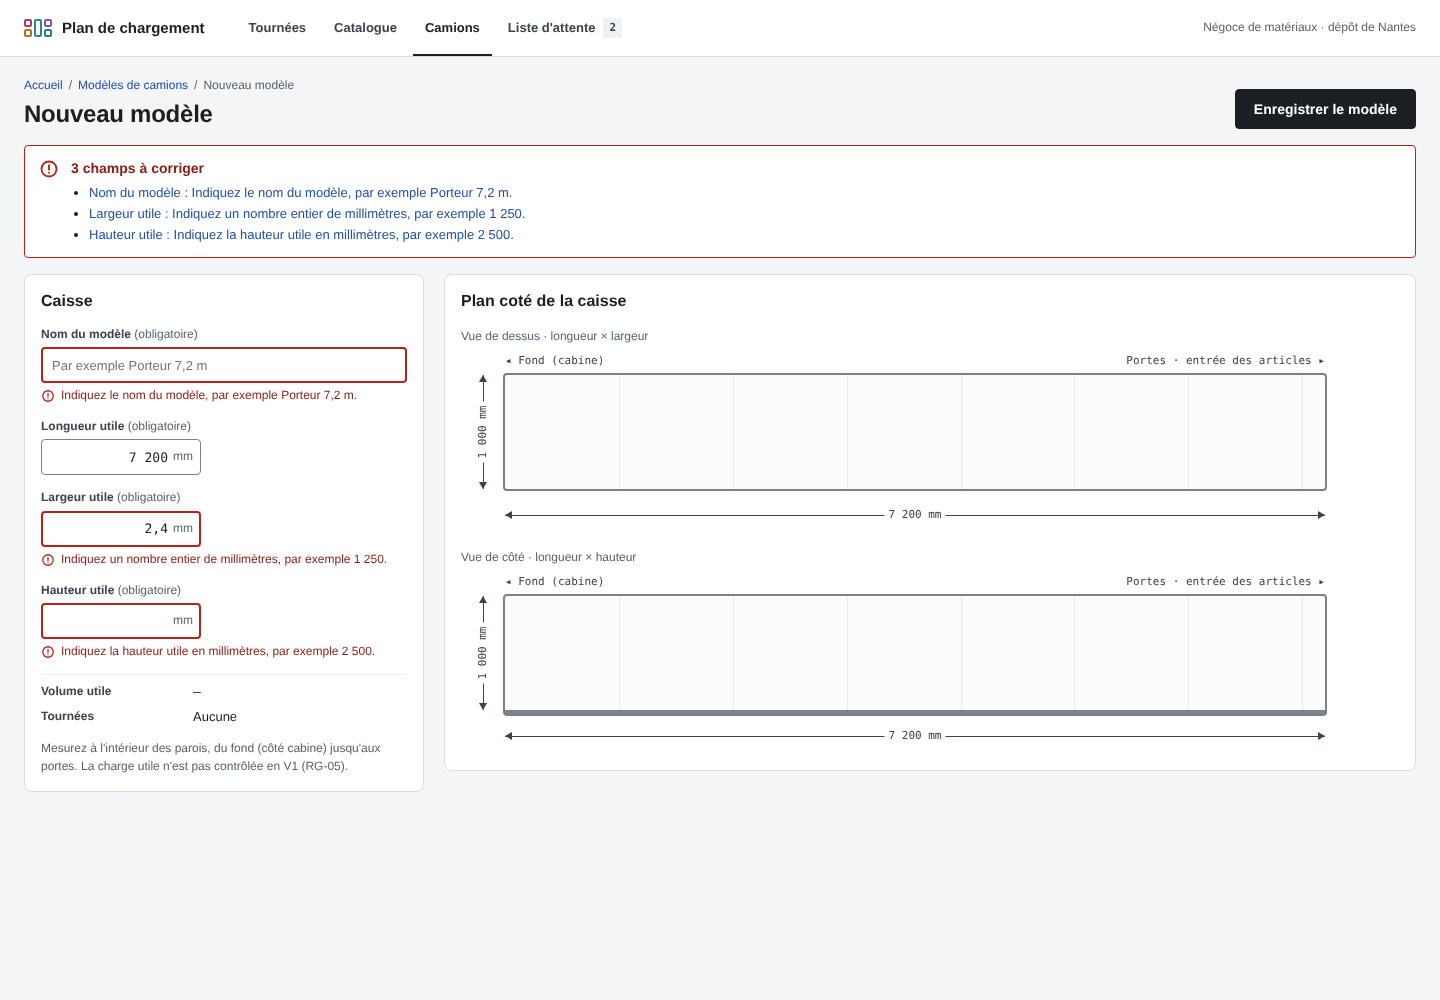 Plan de chargement
Tournées
Catalogue
Camions
Liste d'attente 2
Négoce de matériaux · dépôt de Nantes
Accueil / Modèles de camions / Nouveau modèle
Nouveau modèle
Enregistrer le modèle
3 champs à corriger
Nom du modèle : Indiquez le nom du modèle, par exemple Porteur 7,2 m.
Largeur utile : Indiquez un nombre entier de millimètres, par exemple 1 250.
Hauteur utile : Indiquez la hauteur utile en millimètres, par exemple 2 500.
Caisse
Nom du modèle (obligatoire)
Par exemple Porteur 7,2 m
Indiquez le nom du modèle, par exemple Porteur 7,2 m.
Longueur utile (obligatoire)
7 200 mm
Largeur utile (obligatoire)
2,4 mm
Indiquez un nombre entier de millimètres, par exemple 1 250.
Hauteur utile (obligatoire)
mm
Indiquez la hauteur utile en millimètres, par exemple 2 500.
Volume utile –
Tournées Aucune
Mesurez à l'intérieur des parois, du fond (côté cabine) jusqu'aux
portes. La charge utile n'est pas contrôlée en V1 (RG-05).
Plan coté de la caisse
Vue de dessus · longueur × largeur
◂ Fond (cabine)
Portes · entrée des articles ▸
1 000 mm
7 200 mm
Vue de côté · longueur × hauteur
◂ Fond (cabine)
Portes · entrée des articles ▸
1 000 mm
7 200 mm